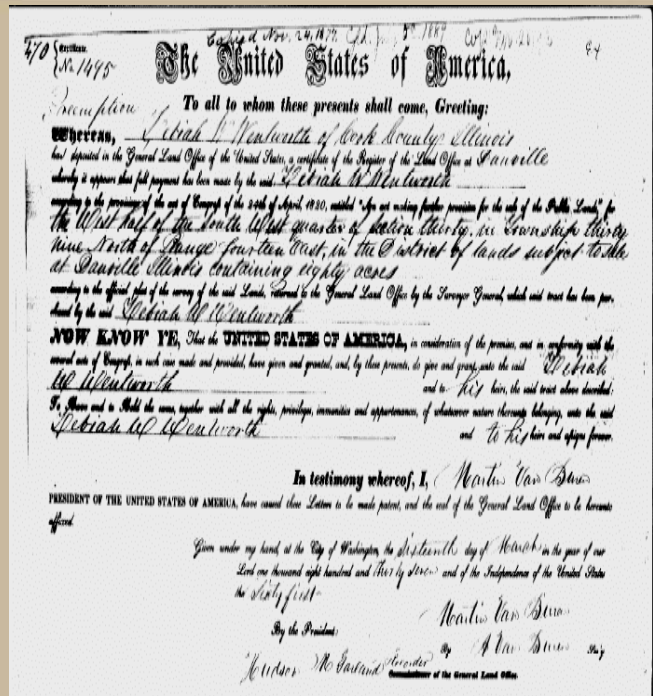 Copied Nov. 24, 1879.
470 { Certificate
No 1495
The United States of America,
Preemption To all to whom these presents shall come, Greeting:
Whereas, Zebiah W Wentworth of Cook County Illinois
has deposited in the General Land Office of the United States, a certificate of the Register of the Land Office at Danville
whereby it appears that full payment has been made by the said Zebiah W Wentworth
according to the provisions of the act of Congress of the 24th of April, 1820, entitled "An act making further provision for the sale of the Public Lands," for
the West half of the South West quarter of Section thirty, in Township thirty
nine North of Range fourteen East, in the District of lands subject to sale
at Danville Illinois containing eighty acres
according to the official plat of the survey of the said Lands, returned to the General Land Office by the Surveyor General, which said tract has been pur-
chased by the said Zebiah W Wentworth
NOW KNOW YE, That the UNITED STATES OF AMERICA, in consideration of the premises, and in conformity with the
several acts of Congress, in such case made and provided, have given and granted, and, by these presents, do give and grant, unto the said Zebiah
W Wentworth and to his heirs, the said tract above described:
To Have and to Hold the same, together with all the rights, privileges, immunities and appurtenances, of whatsoever nature thereunto belonging, unto the said
Zebiah W Wentworth and to his heirs and assigns forever.
In testimony whereof, I, Martin Van Buren
PRESIDENT OF THE UNITED STATES OF AMERICA, have caused these Letters to be made patent, and the seal of the General Land Office to be hereunto
affixed.
Given under my hand, at the City of Washington, the Sixteenth day of March in the year of our
Lord one thousand eight hundred and thirty seven and of the Independence of the United States
the Sixty first
Martin Van Buren
By the President:
By A Van Buren Sec'y
Hudson M Garland Recorder
Commissioner of the General Land Office.